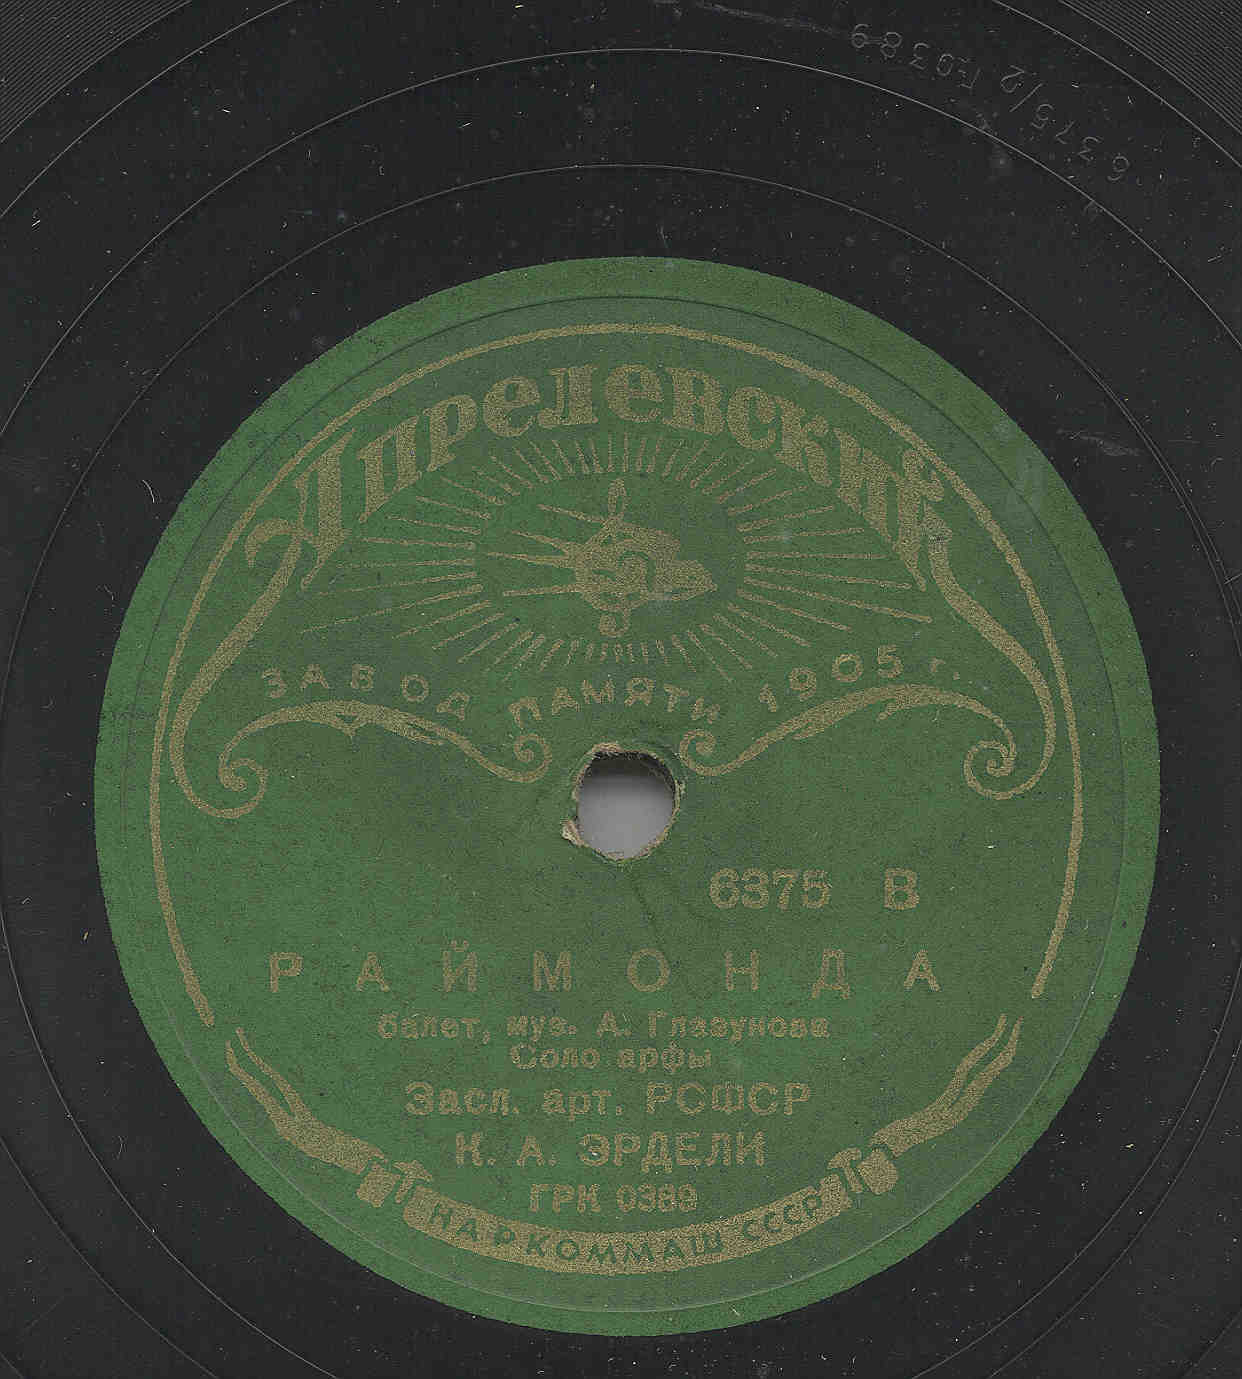 6375/2 Г-0389
Апрелевский
ЗАВОД ПАМЯТИ 1905 г.
6375 В
РАЙМОНДА
балет, муз. А. Глазунова
Соло арфы
Засл. арт. РСФСР
К. А. ЭРДЕЛИ
ГРК 0389
НАРКОММАШ СССР